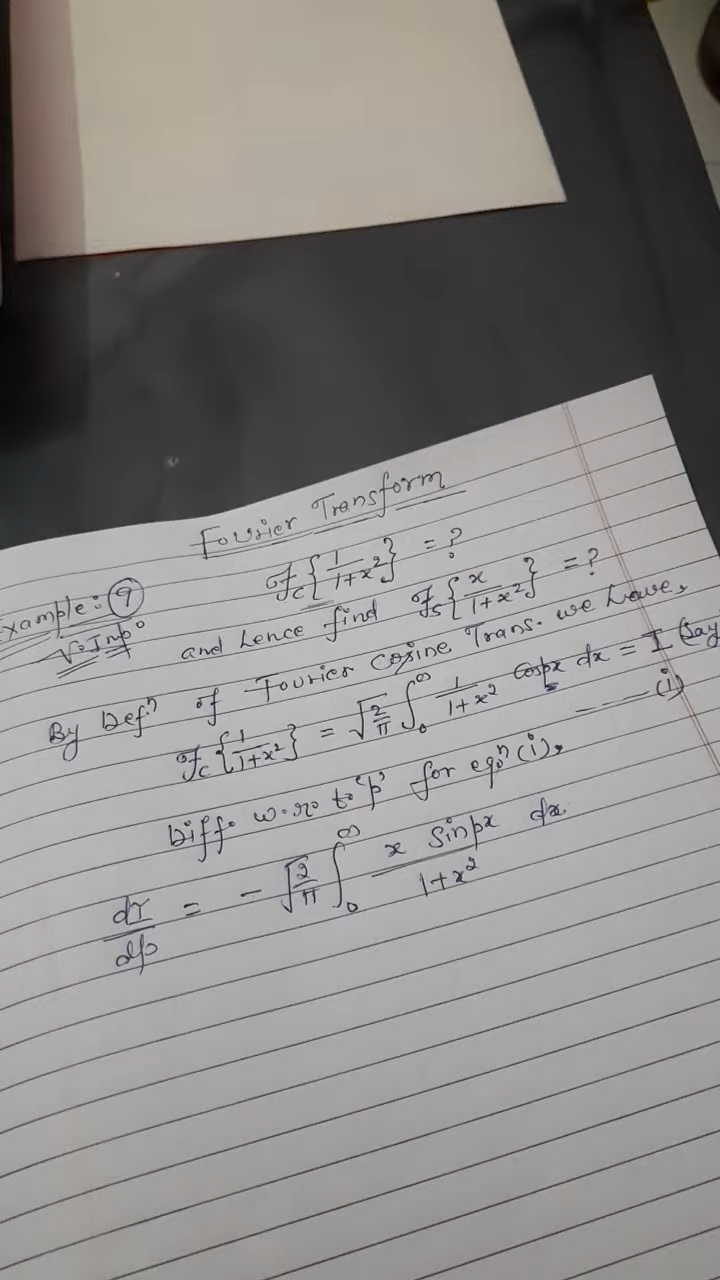 Fourier Transform
Example: 9 Fc{1/(1+x²)} = ?
V. Imp. and hence find Fs{x/(1+x²)} = ?
By Defⁿ of Fourier Cosine Trans. we have,
Fc{1/(1+x²)} = √(2/π) ∫₀^∞ 1/(1+x²) Cospx dx = I (Say
----(i)
Diff. w.r. to 'p' for eqⁿ(i),
dI/dp = - √(2/π) ∫₀^∞ x sinpx/(1+x²) dx